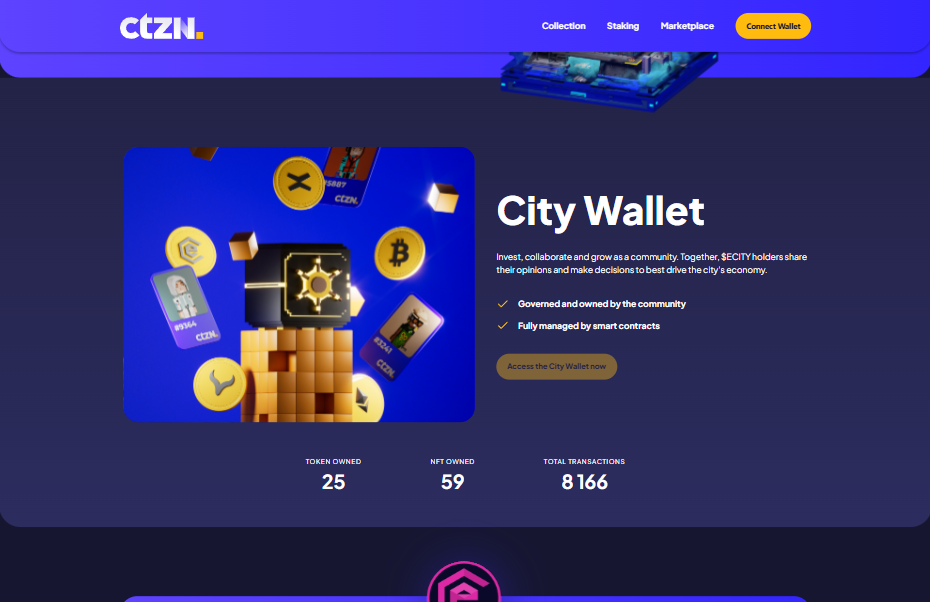 ctzn.
Collection
Staking
Marketplace
Connect Wallet
#5887
CTZN.
#9364
CTZN.
#3241
CTZN.
City Wallet
Invest, collaborate and grow as a community. Together, $ECITY holders share
their opinions and make decisions to best drive the city's economy.
Governed and owned by the community
Fully managed by smart contracts
Access the City Wallet now
TOKEN OWNED
25
NFT OWNED
59
TOTAL TRANSACTIONS
8 166